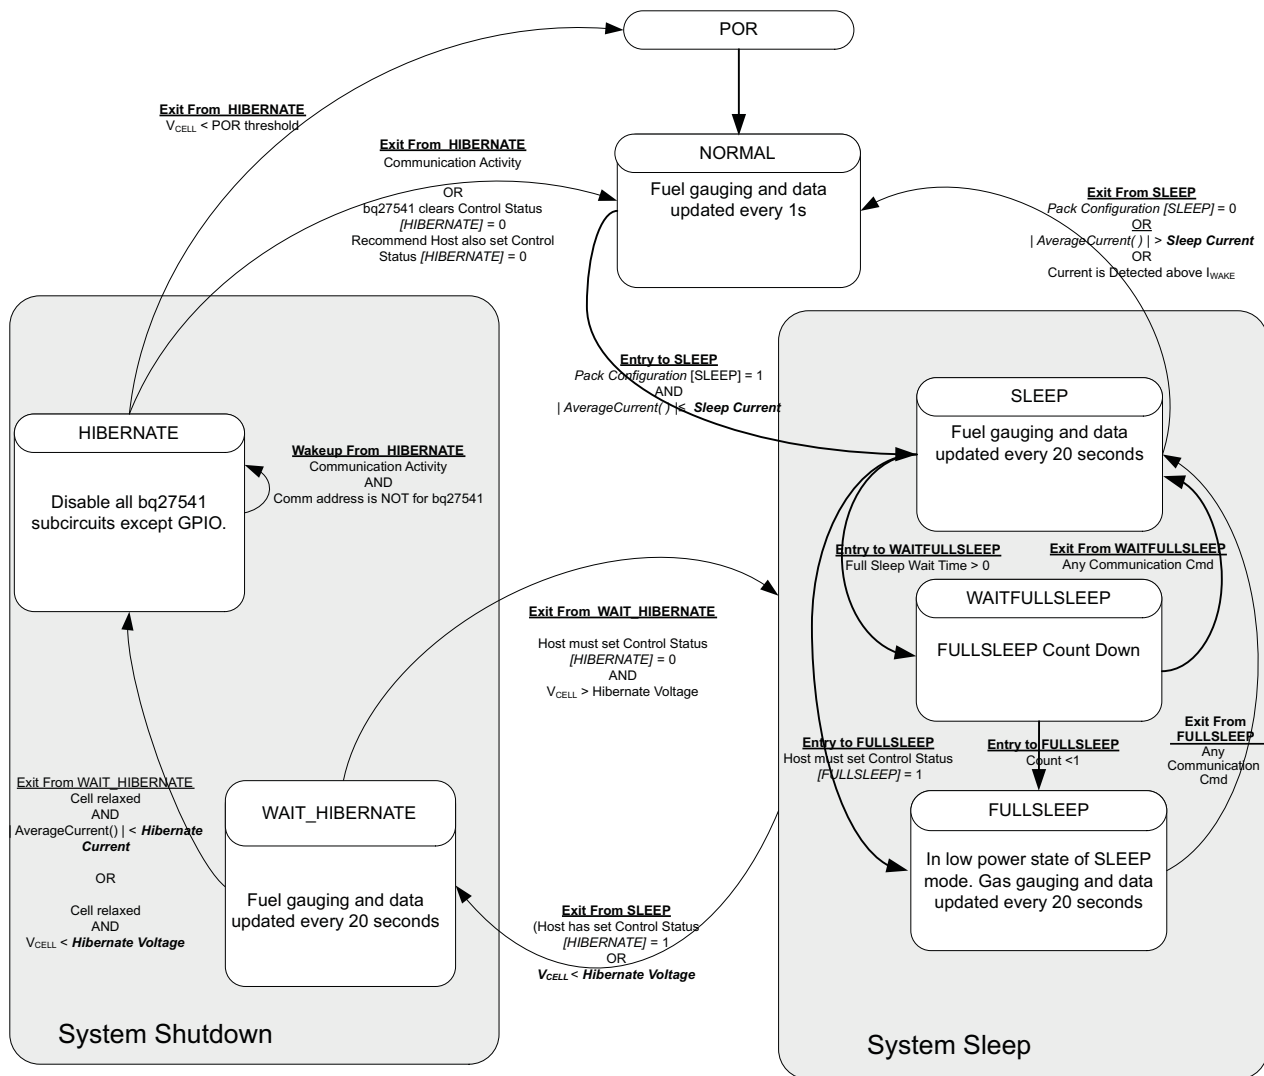 POR
Exit From HIBERNATE
VCELL < POR threshold
Exit From HIBERNATE
Communication Activity
OR
bq27541 clears Control Status
[HIBERNATE] = 0
Recommend Host also set Control
Status [HIBERNATE] = 0
NORMAL
Fuel gauging and data
updated every 1s
Exit From SLEEP
Pack Configuration [SLEEP] = 0
OR
| AverageCurrent( ) | > Sleep Current
OR
Current is Detected above IWAKE
Entry to SLEEP
Pack Configuration [SLEEP] = 1
AND
| AverageCurrent( ) |≤ Sleep Current
HIBERNATE
Disable all bq27541
subcircuits except GPIO.
Wakeup From HIBERNATE
Communication Activity
AND
Comm address is NOT for bq27541
SLEEP
Fuel gauging and data
updated every 20 seconds
Entry to WAITFULLSLEEP
Full Sleep Wait Time > 0
Exit From WAITFULLSLEEP
Any Communication Cmd
WAITFULLSLEEP
FULLSLEEP Count Down
Exit From WAIT_HIBERNATE
Host must set Control Status
[HIBERNATE] = 0
AND
VCELL > Hibernate Voltage
Entry to FULLSLEEP
Host must set Control Status
[FULLSLEEP] = 1
Entry to FULLSLEEP
Count <1
Exit From
FULLSLEEP
Any
Communication
Cmd
Exit From WAIT_HIBERNATE
Cell relaxed
AND
| AverageCurrent() | < Hibernate
Current
OR
Cell relaxed
AND
VCELL < Hibernate Voltage
WAIT_HIBERNATE
Fuel gauging and data
updated every 20 seconds
FULLSLEEP
In low power state of SLEEP
mode. Gas gauging and data
updated every 20 seconds
Exit From SLEEP
(Host has set Control Status
[HIBERNATE] = 1
OR
VCELL < Hibernate Voltage
System Shutdown
System Sleep